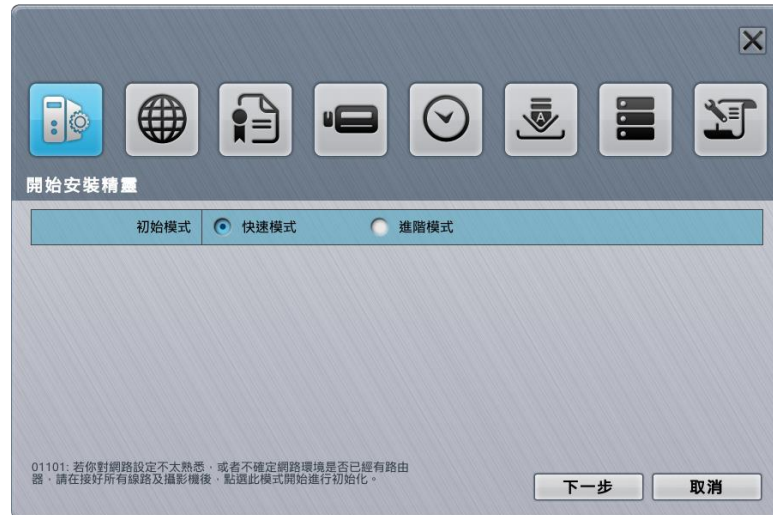 開始安裝精靈
初始模式 快速模式 進階模式
01101: 若你對網路設定不太熟悉，或者不確定網路環境是否已經有路由
器，請在接好所有線路及攝影機後，點選此模式開始進行初始化。
下一步 取消